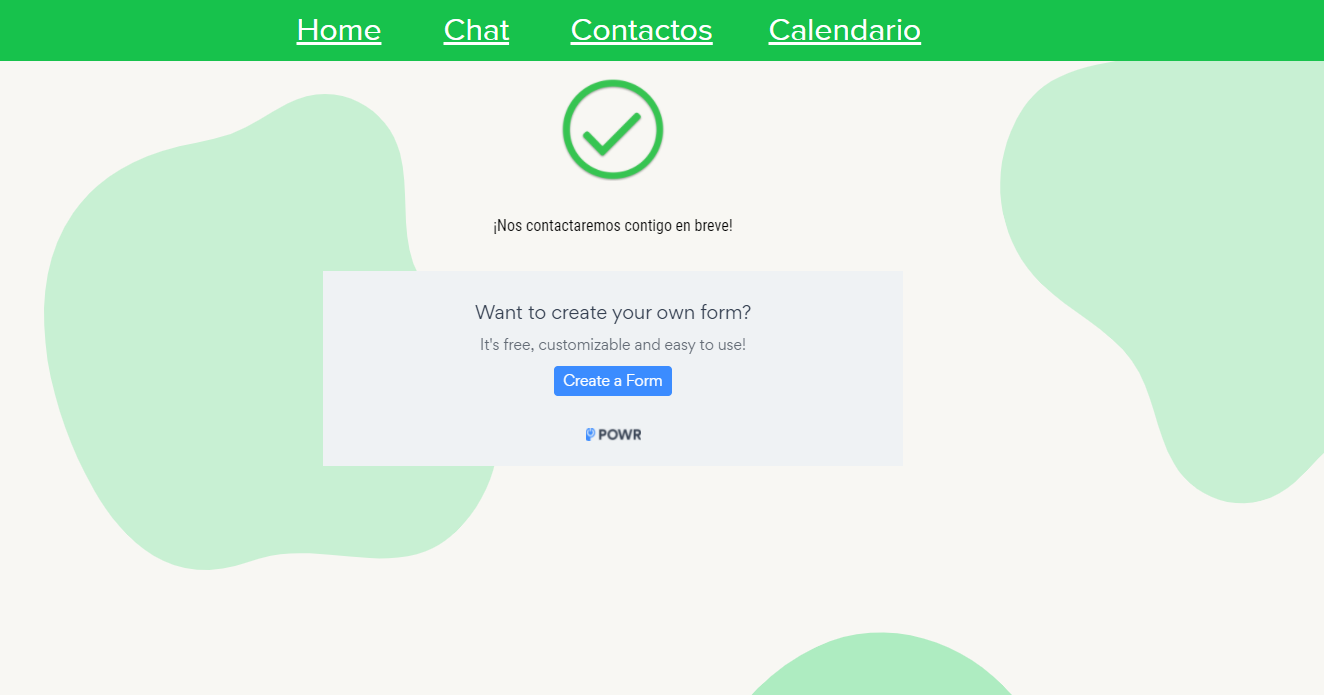 Home Chat Contactos Calendario
¡Nos contactaremos contigo en breve!
Want to create your own form?
It's free, customizable and easy to use!
Create a Form
POWR